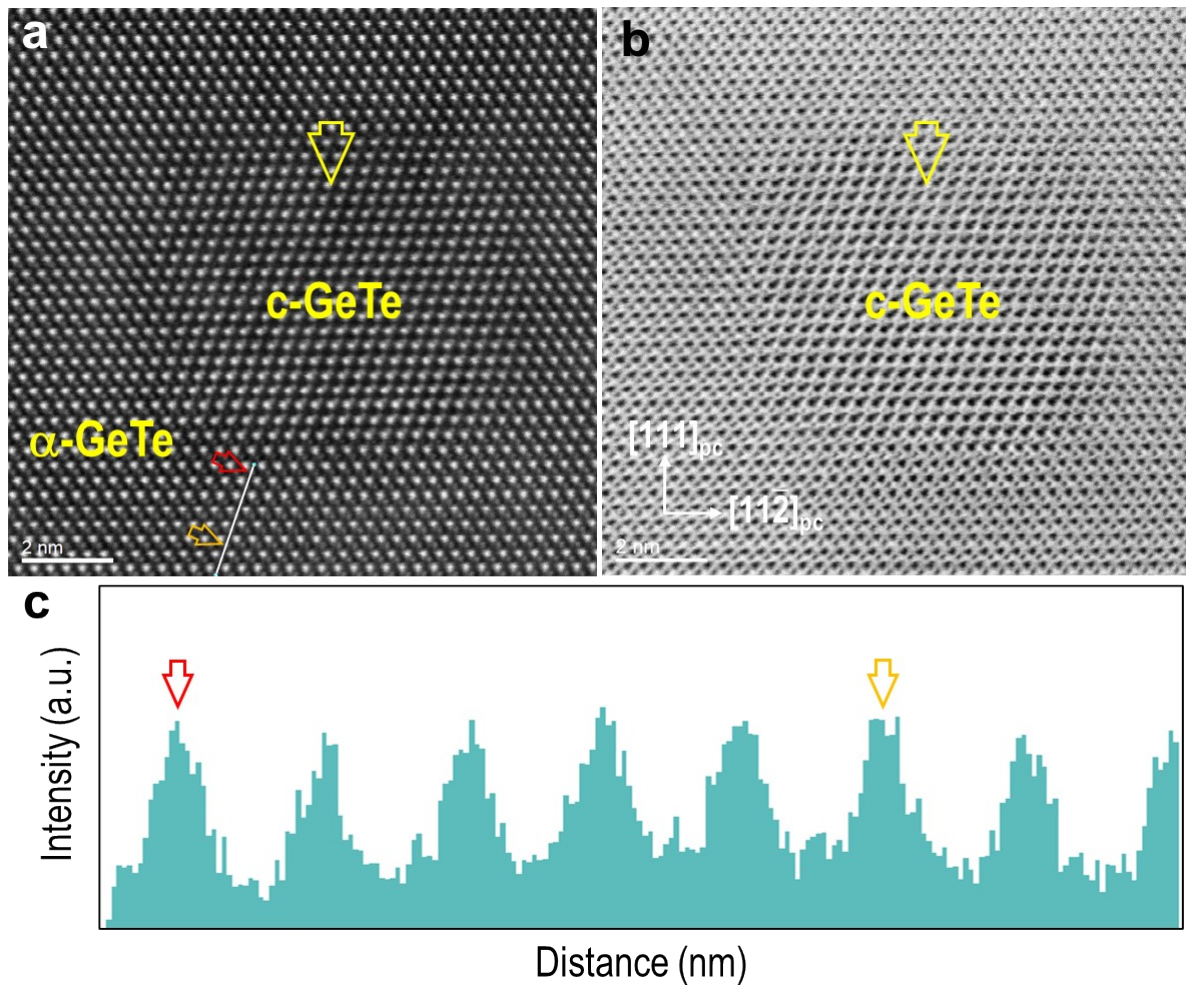 a
b
c-GeTe
c-GeTe
α-GeTe
[111]pc
[112̅]pc
2 nm
2 nm
c
Intensity (a.u.)
Distance (nm)